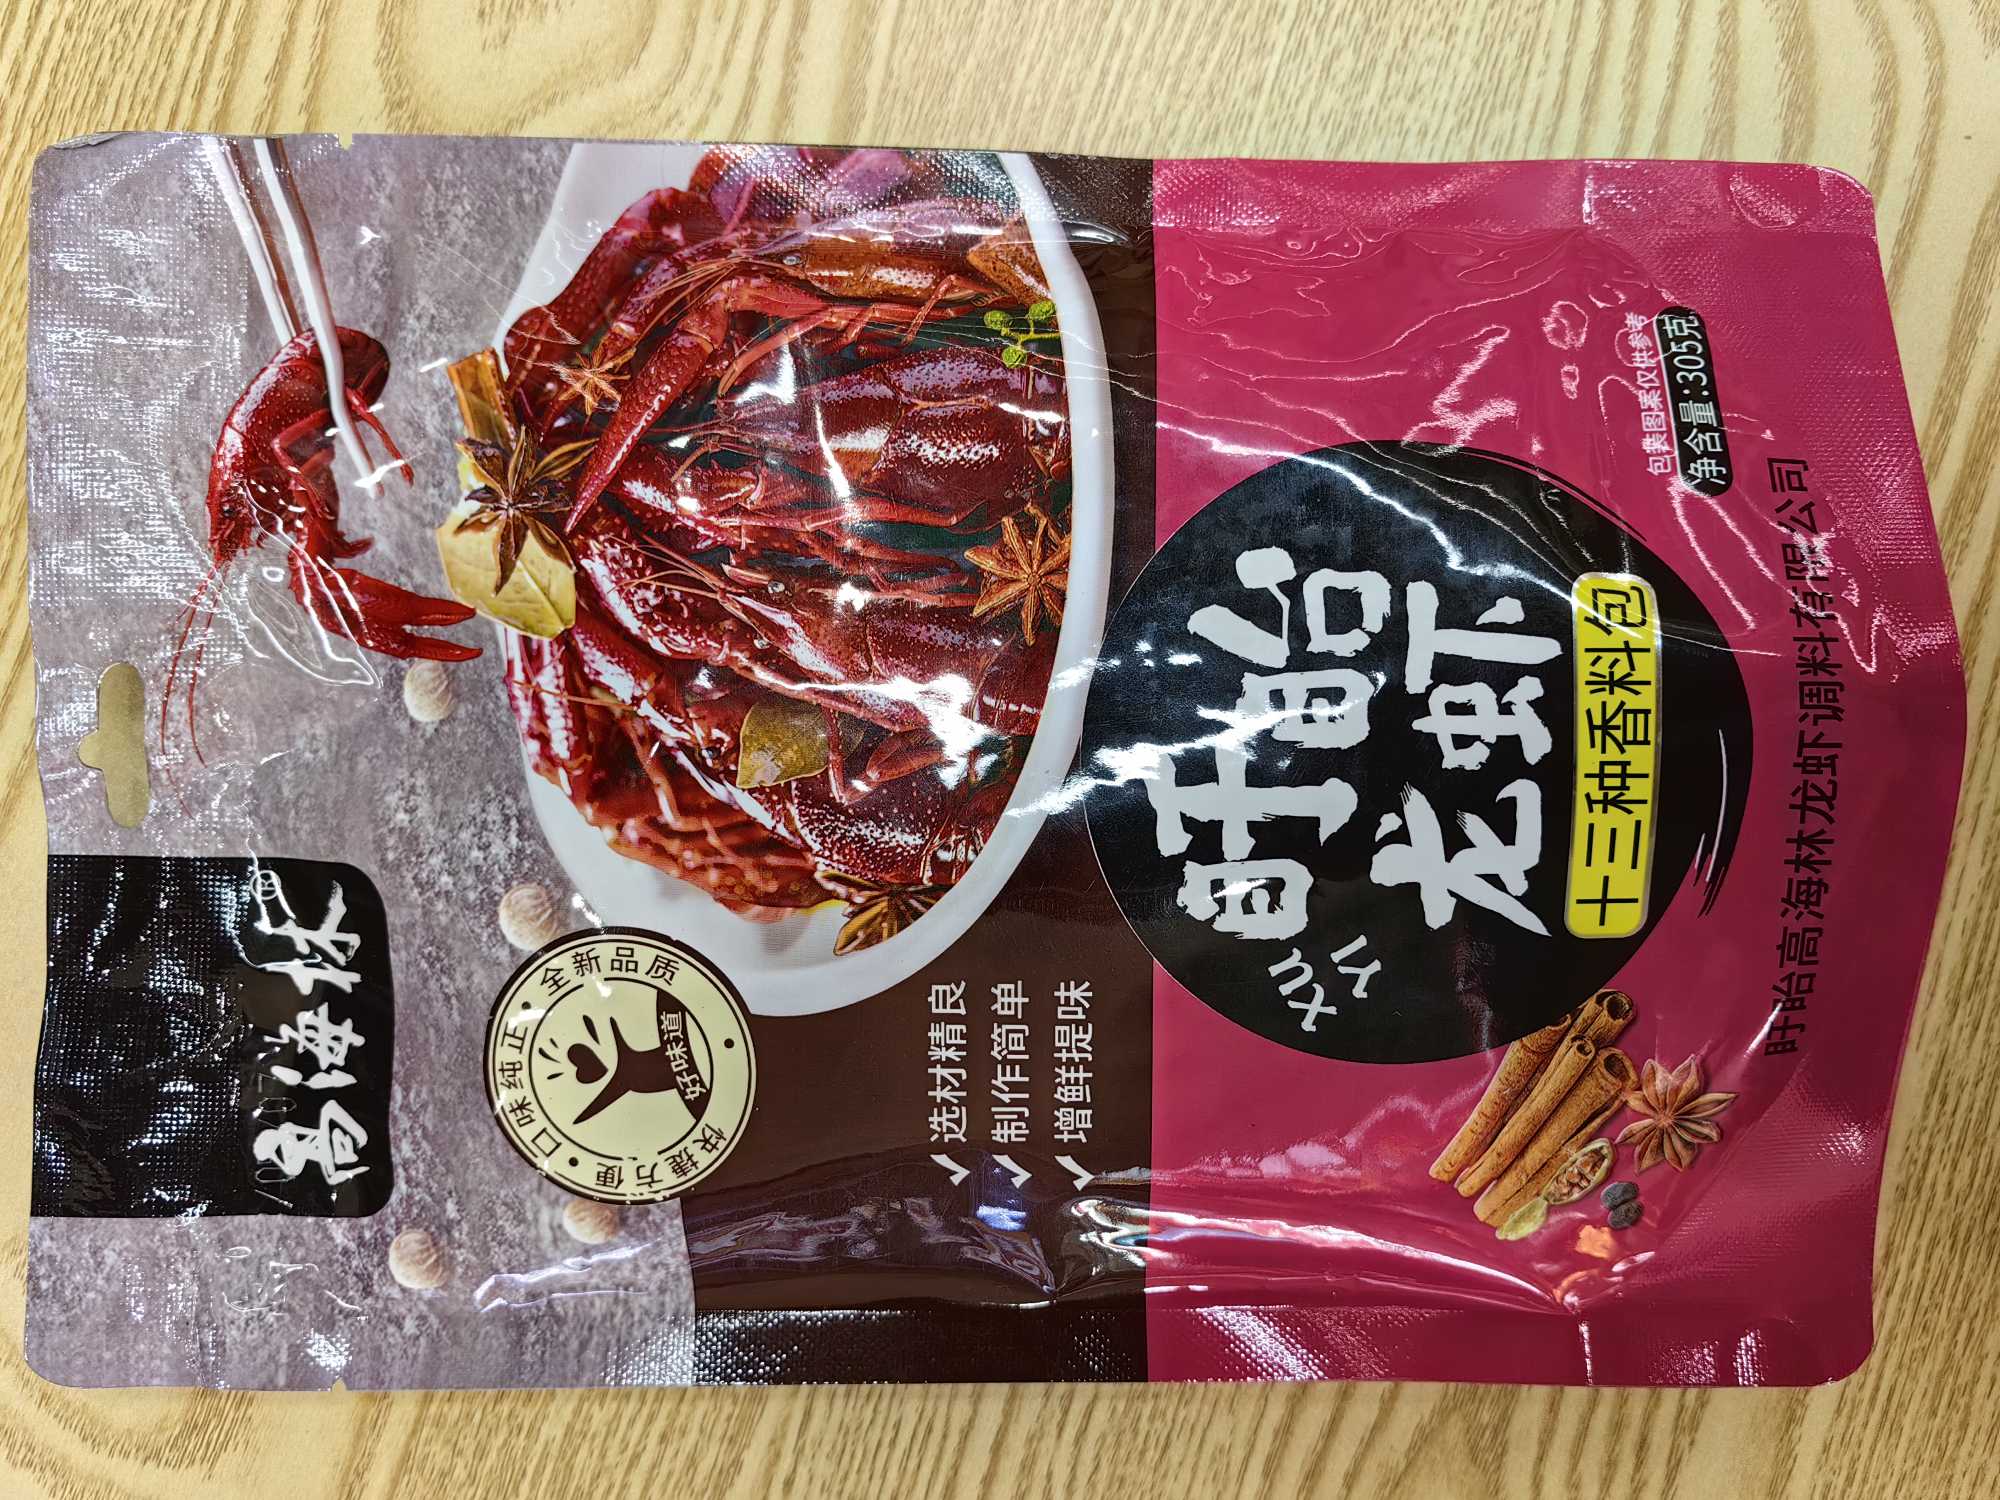 高海林
口味纯正
全新品质
快捷方便
好味道
选材精良
制作简单
增鲜提味
盱眙
龙虾
XU
YI
十三种香料包
包装图案仅供参考
净含量:305克
盱眙高海林龙虾调料有限公司